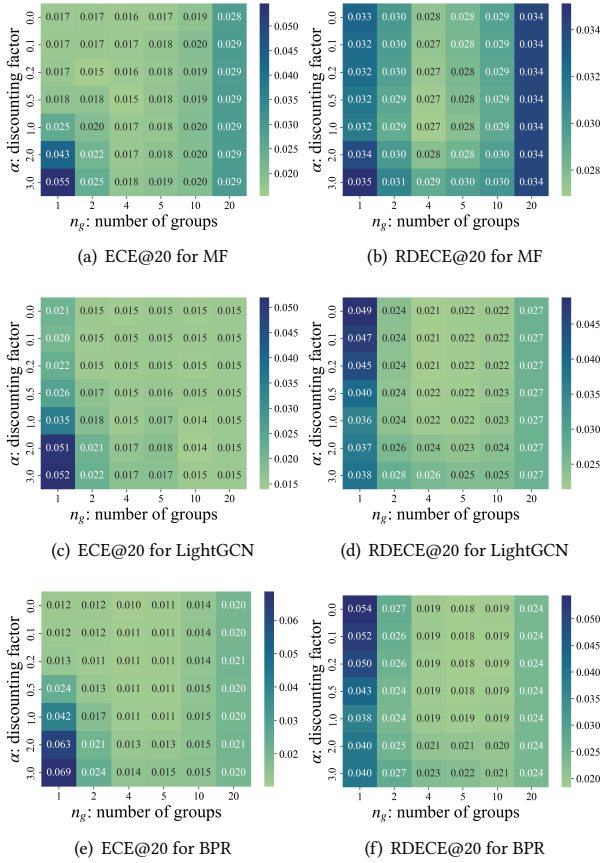 α: discounting factor
0.0 0.017 0.017 0.016 0.017 0.019 0.028
0.1 0.017 0.017 0.017 0.018 0.020 0.029
0.2 0.017 0.015 0.016 0.018 0.019 0.029
0.5 0.018 0.018 0.015 0.018 0.019 0.029
1.0 0.025 0.020 0.017 0.018 0.020 0.029
2.0 0.043 0.022 0.017 0.018 0.019 0.029
3.0 0.055 0.025 0.018 0.019 0.020 0.029
1 2 4 5 10 20
n_g: number of groups
0.050
0.045
0.040
0.035
0.030
0.025
0.020
(a) ECE@20 for MF
α: discounting factor
0.0 0.033 0.030 0.028 0.028 0.029 0.034
0.1 0.032 0.030 0.028 0.028 0.029 0.034
0.2 0.032 0.030 0.027 0.028 0.029 0.034
0.5 0.032 0.029 0.027 0.028 0.029 0.034
1.0 0.032 0.029 0.027 0.028 0.029 0.034
2.0 0.034 0.030 0.028 0.028 0.030 0.034
3.0 0.035 0.031 0.029 0.030 0.030 0.034
1 2 4 5 10 20
n_g: number of groups
0.034
0.032
0.030
0.028
(b) RDECE@20 for MF
α: discounting factor
0.0 0.021 0.015 0.015 0.015 0.015 0.015
0.1 0.020 0.015 0.015 0.015 0.015 0.015
0.2 0.022 0.015 0.015 0.015 0.015 0.015
0.5 0.026 0.017 0.015 0.016 0.015 0.015
1.0 0.035 0.018 0.015 0.017 0.014 0.015
2.0 0.051 0.021 0.017 0.018 0.014 0.015
3.0 0.052 0.022 0.017 0.017 0.015 0.015
1 2 4 5 10 20
n_g: number of groups
0.050
0.045
0.040
0.035
0.030
0.025
0.020
0.015
(c) ECE@20 for LightGCN
α: discounting factor
0.0 0.049 0.024 0.021 0.022 0.022 0.027
0.1 0.047 0.024 0.021 0.022 0.022 0.027
0.2 0.045 0.024 0.021 0.022 0.022 0.027
0.5 0.040 0.024 0.022 0.022 0.022 0.027
1.0 0.036 0.024 0.022 0.022 0.023 0.027
2.0 0.037 0.026 0.024 0.023 0.024 0.027
3.0 0.038 0.028 0.026 0.025 0.025 0.027
1 2 4 5 10 20
n_g: number of groups
0.045
0.040
0.035
0.030
0.025
(d) RDECE@20 for LightGCN
α: discounting factor
0.0 0.012 0.012 0.010 0.011 0.014 0.020
0.1 0.012 0.012 0.011 0.011 0.014 0.020
0.2 0.013 0.011 0.011 0.011 0.014 0.021
0.5 0.024 0.013 0.011 0.011 0.015 0.020
1.0 0.042 0.017 0.011 0.011 0.015 0.020
2.0 0.063 0.021 0.013 0.013 0.015 0.021
3.0 0.069 0.024 0.014 0.015 0.015 0.020
1 2 4 5 10 20
n_g: number of groups
0.06
0.05
0.04
0.03
0.02
(e) ECE@20 for BPR
α: discounting factor
0.0 0.054 0.027 0.019 0.018 0.019 0.024
0.1 0.052 0.026 0.019 0.018 0.019 0.024
0.2 0.050 0.026 0.019 0.018 0.019 0.024
0.5 0.043 0.024 0.019 0.018 0.019 0.024
1.0 0.038 0.024 0.019 0.019 0.019 0.024
2.0 0.040 0.025 0.021 0.021 0.020 0.024
3.0 0.040 0.027 0.023 0.022 0.021 0.024
1 2 4 5 10 20
n_g: number of groups
0.050
0.045
0.040
0.035
0.030
0.025
0.020
(f) RDECE@20 for BPR